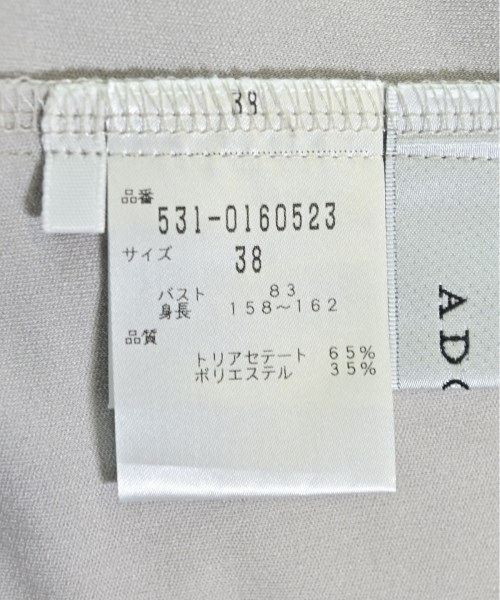 38
品番
531-0160523
サイズ
38
バスト 83
身長 158～162
品質
トリアセテート 65%
ポリエステル 35%
AD